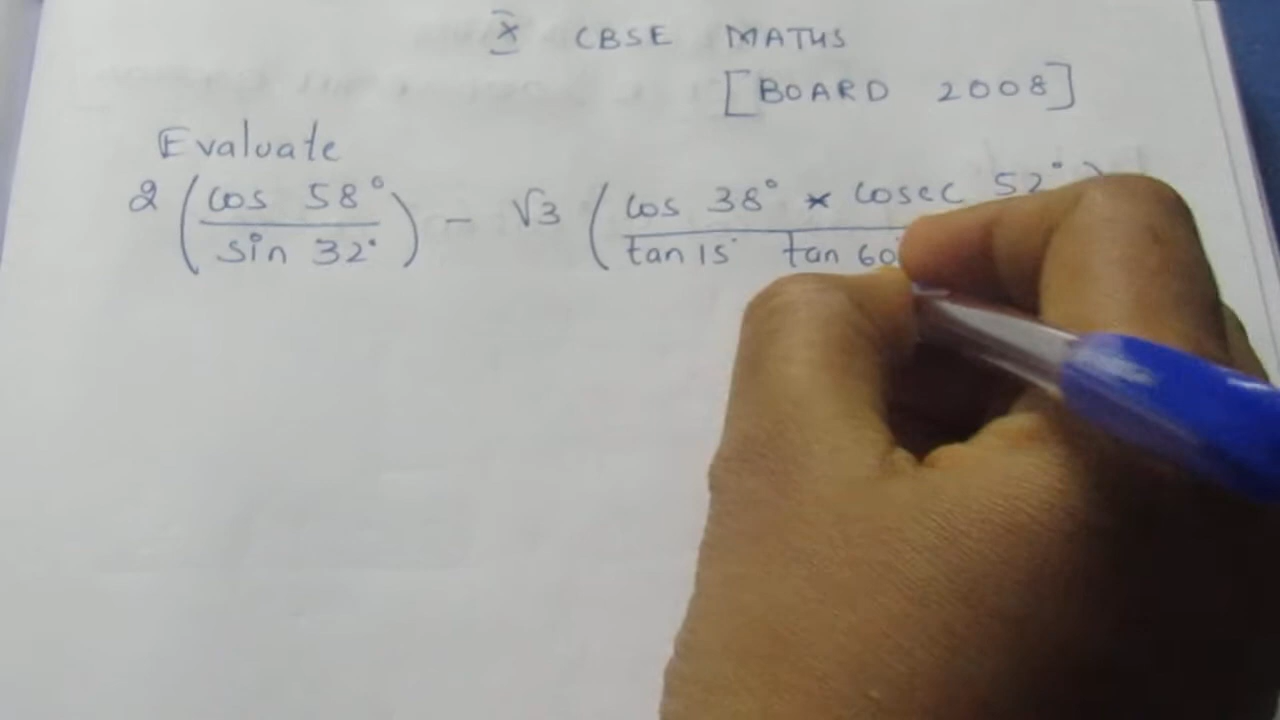 X CBSE MATHS
[BOARD 2008]
Evaluate
2 (cos 58° / sin 32°) - √3 (cos 38° × cosec 52° / tan 15° tan 60°)